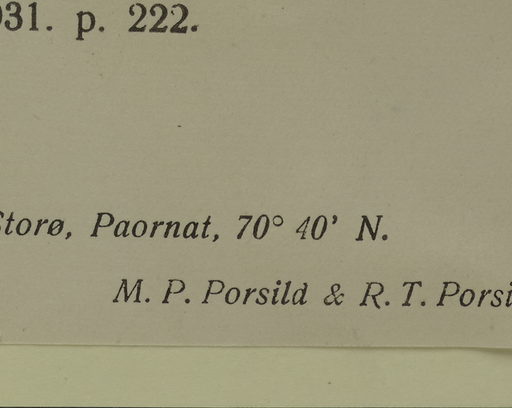 931. p. 222.
Storø, Paornat, 70° 40' N.
M. P. Porsild & R. T. Porsi